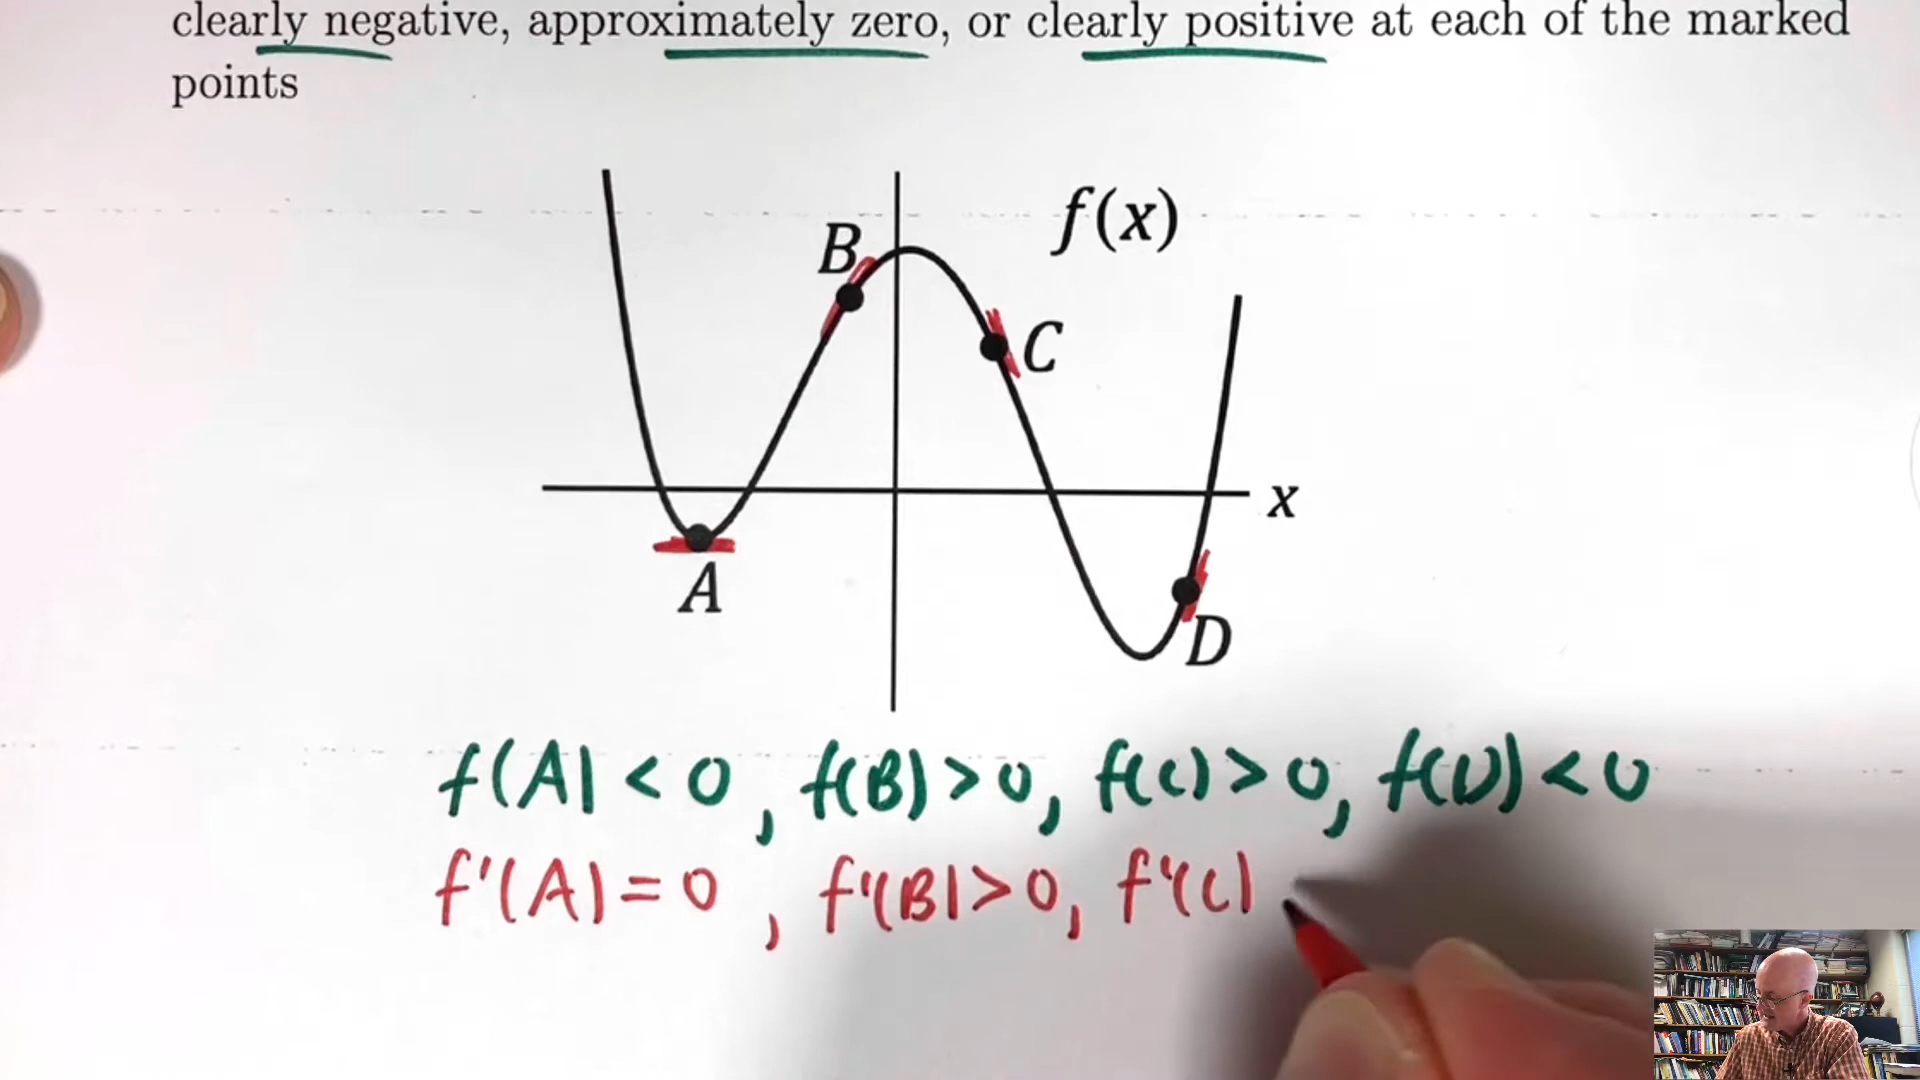 clearly negative, approximately zero, or clearly positive at each of the marked
points
f(x)
B
C
x
A
D
f(A) < 0, f(B) > 0, f(C) > 0, f(D) < 0
f'(A) = 0, f'(B) > 0, f'(C)